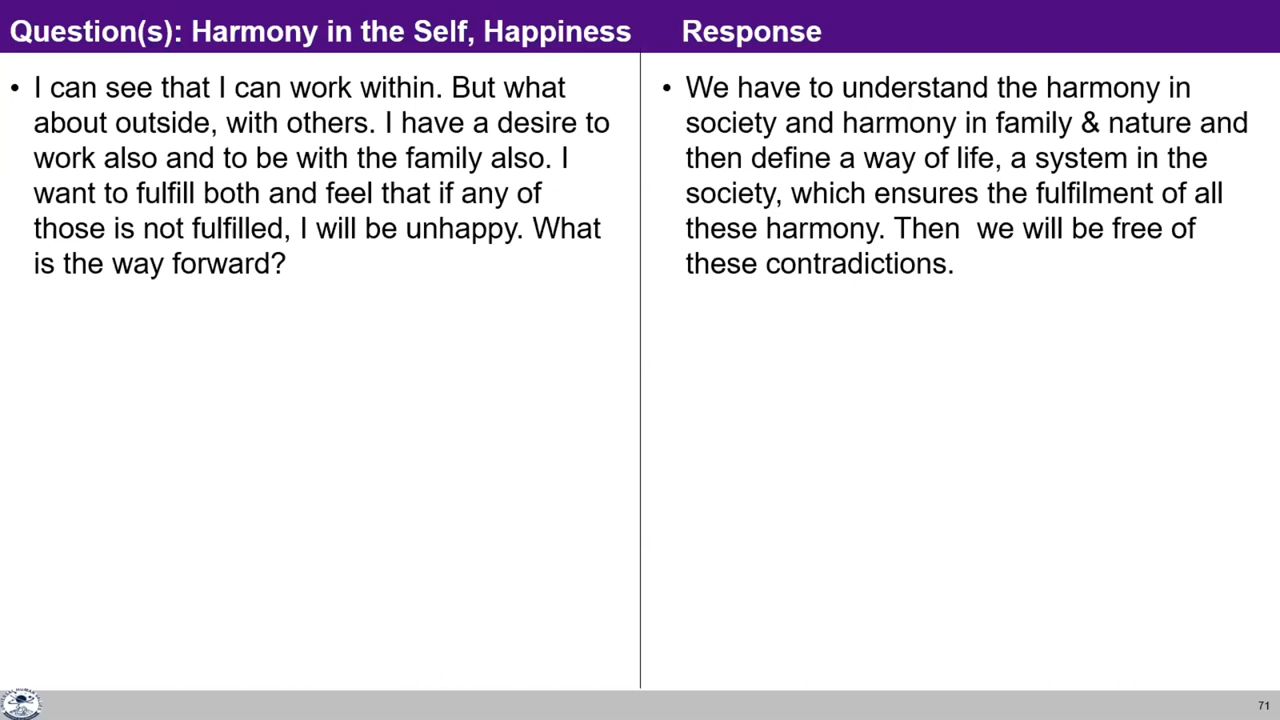 Question(s): Harmony in the Self, Happiness
Response
• I can see that I can work within. But what
about outside, with others. I have a desire to
work also and to be with the family also. I
want to fulfill both and feel that if any of
those is not fulfilled, I will be unhappy. What
is the way forward?
• We have to understand the harmony in
society and harmony in family & nature and
then define a way of life, a system in the
society, which ensures the fulfilment of all
these harmony. Then  we will be free of
these contradictions.
71